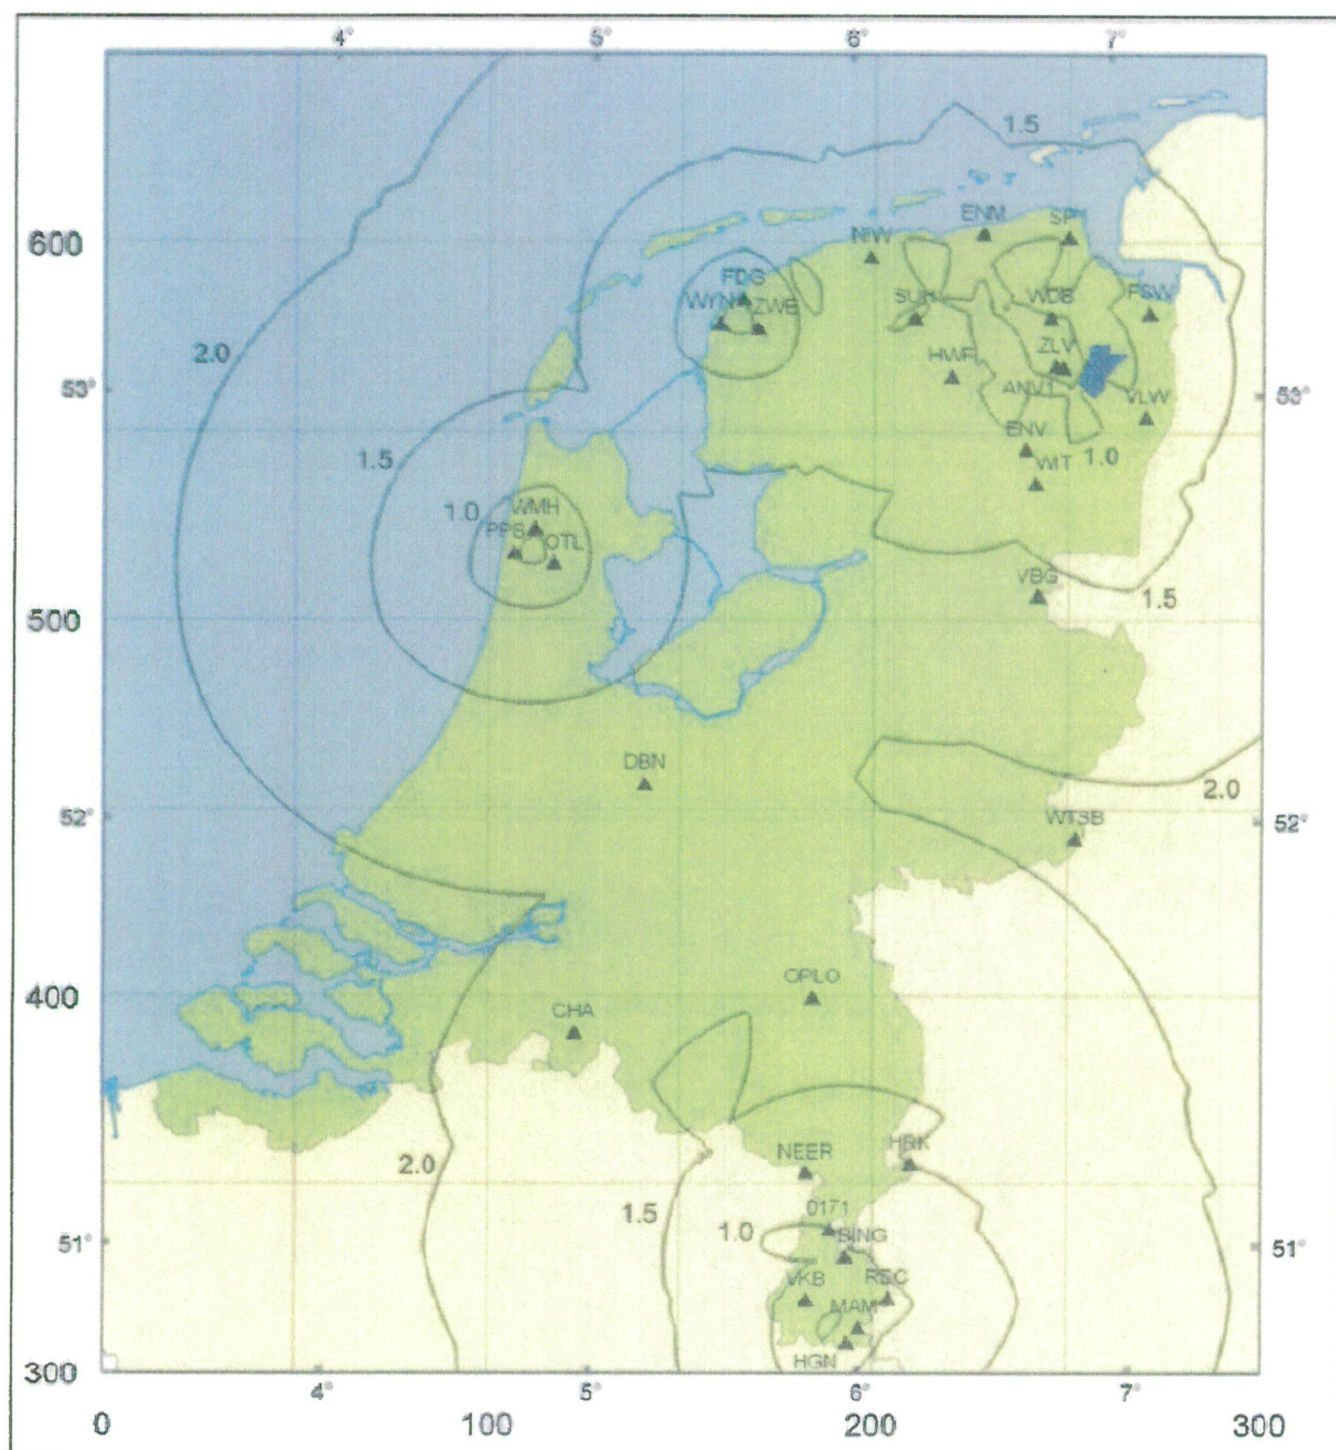 4° 5° 6° 7°
1.5
600
ENM
SP
NIW
FDG
WYN
ZWE
SUH
WDB
FSW
2.0
HWF
ZLV
53°
ANV1
VLW
53°
1.5
ENV
1.0
WIT
1.0
WMH
PPS
OTL
VBG
1.5
500
DBN
2.0
52°
WTSB
52°
OPLO
400
CHA
2.0
NEER
HRK
1.5
0171
1.0
BING
51°
51°
VKB
RSC
MAM
HGN
300
4° 5° 6° 7°
0 100 200 300